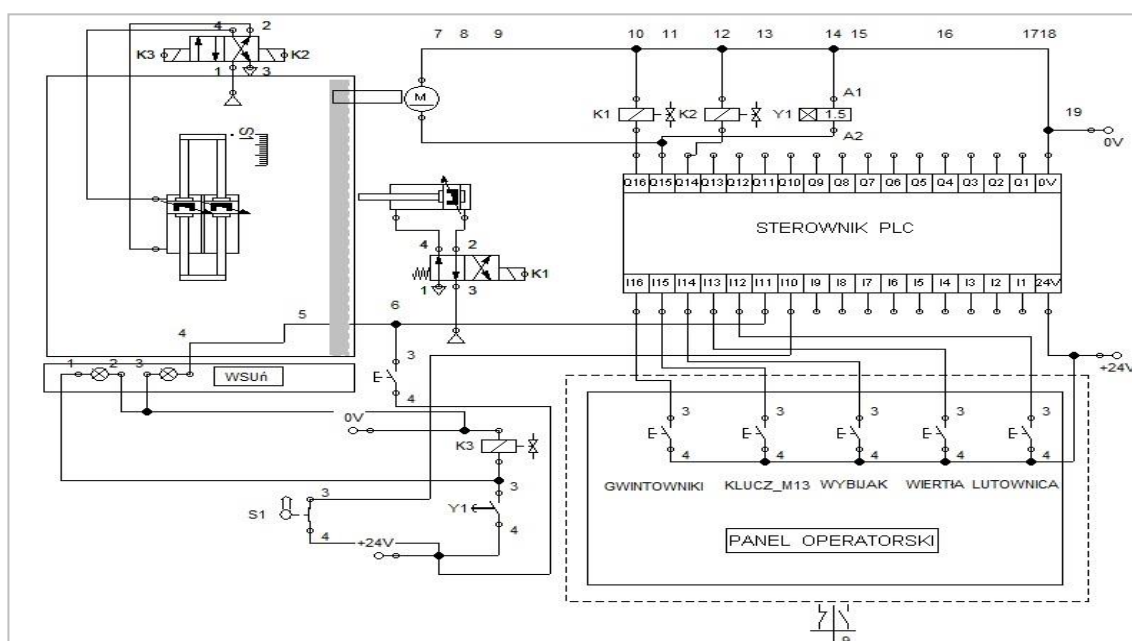 4 2
K3 K2
1 3
7 8 9 10 11 12 13 14 15 16 17 18
M
A1
K1 K2 Y1 1.5
A2
19
0V
S1
Q16 Q15 Q14 Q13 Q12 Q11 Q10 Q9 Q8 Q7 Q6 Q5 Q4 Q3 Q2 Q1 0V
STEROWNIK PLC
I16 I15 I14 I13 I12 I11 I10 I9 I8 I7 I6 I5 I4 I3 I2 I1 24V
4 2
K1
1 3
4 5 6
1 2 3
WSUń
3
4
+24V
0V
K3
3
Y1
4
S1
3
4
+24V
3 3 3 3 3
4 4 4 4
GWINTOWNIKI KLUCZ_M13 WYBIJAK WIERTłA LUTOWNICA
PANEL OPERATORSKI
9